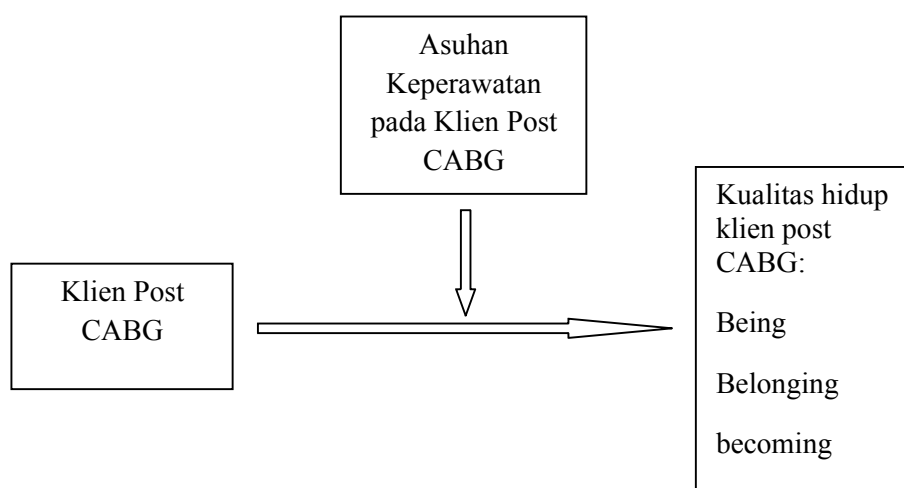 Asuhan
Keperawatan
pada Klien Post
CABG
Klien Post
CABG
Kualitas hidup
klien post
CABG:
Being
Belonging
becoming